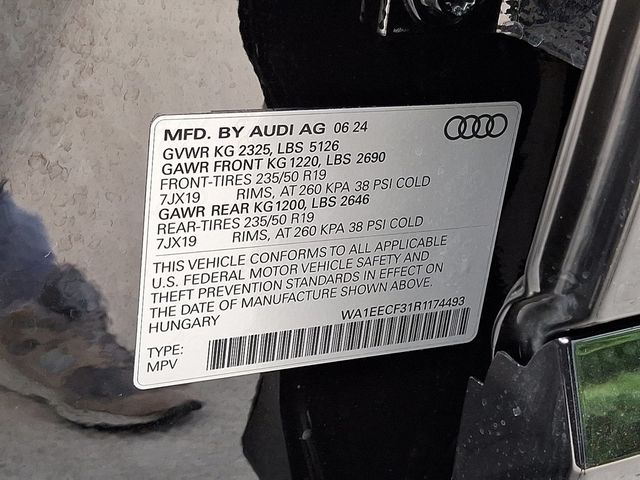 MFD. BY AUDI AG 06 24
GVWR KG 2325, LBS 5126
GAWR FRONT KG 1220, LBS 2690
FRONT-TIRES 235/50 R19
7JX19 RIMS, AT 260 KPA 38 PSI COLD
GAWR REAR KG1200, LBS 2646
REAR-TIRES 235/50 R19
7JX19 RIMS, AT 260 KPA 38 PSI COLD
THIS VEHICLE CONFORMS TO ALL APPLICABLE
U.S. FEDERAL MOTOR VEHICLE SAFETY AND
THEFT PREVENTION STANDARDS IN EFFECT ON
THE DATE OF MANUFACTURE SHOWN ABOVE.
HUNGARY WA1EECF31R1174493
TYPE:
MPV